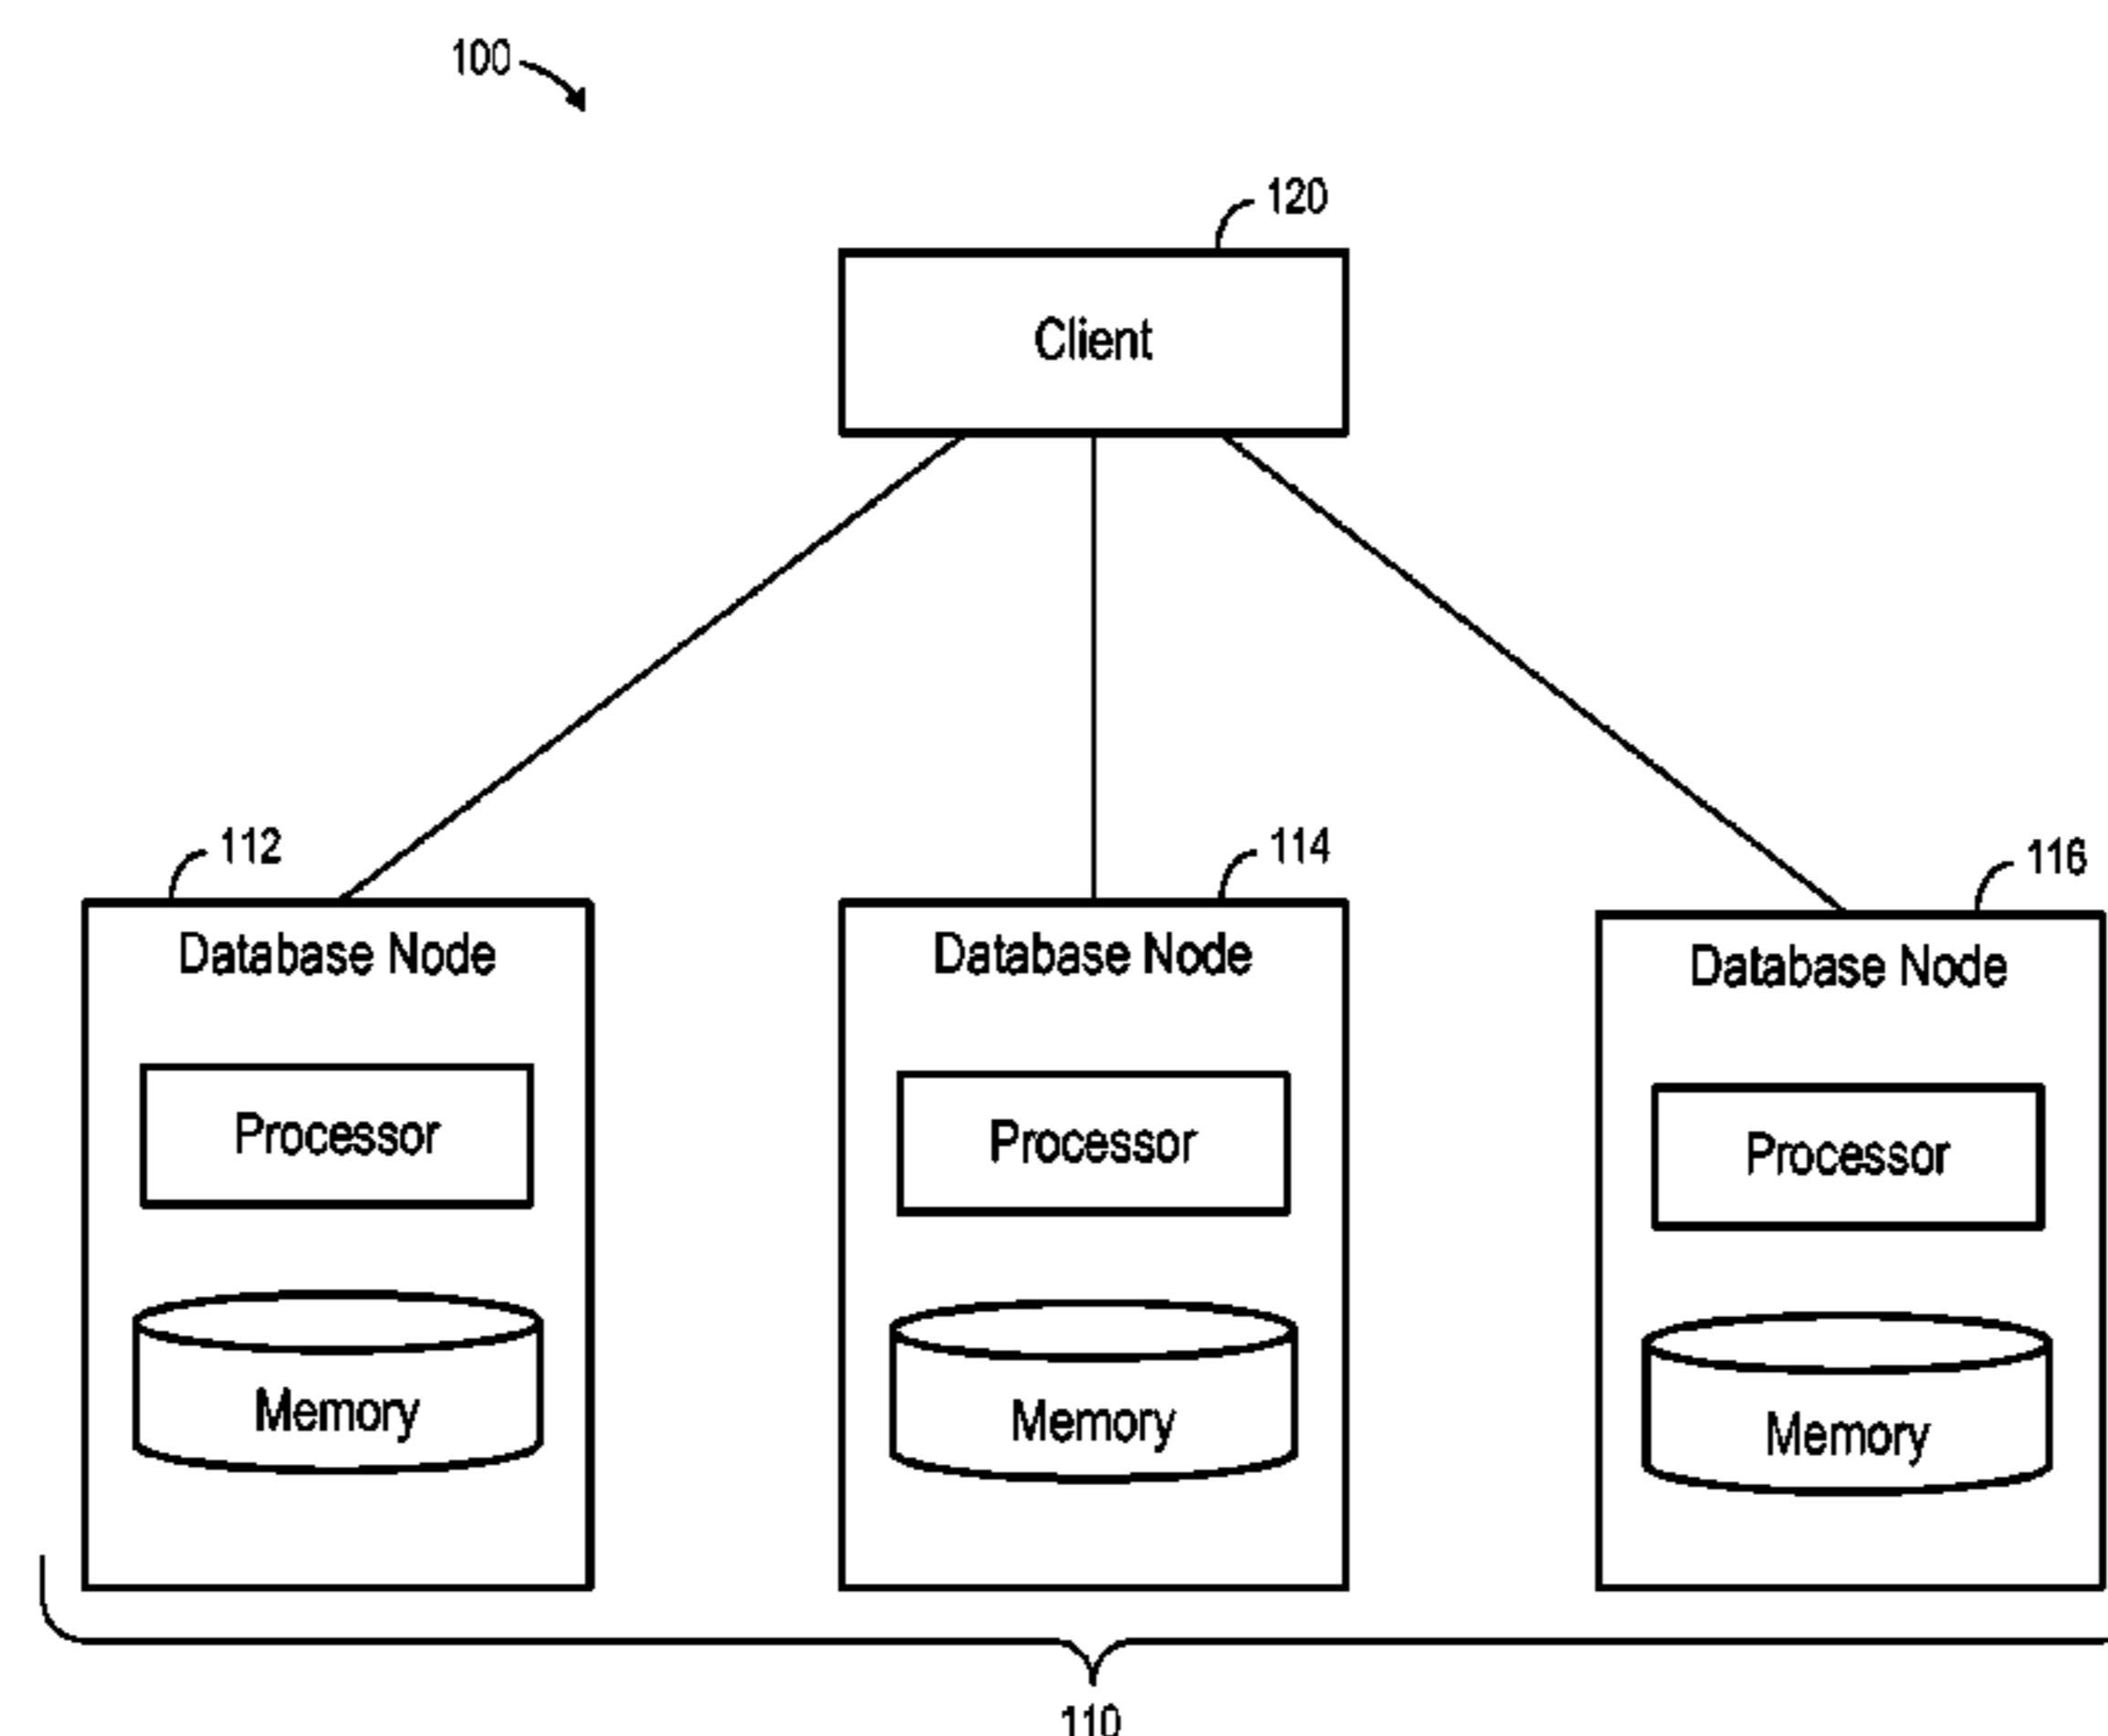 100
120
Client
112
114
116
Database Node
Database Node
Database Node
Processor
Processor
Processor
Memory
Memory
Memory
110